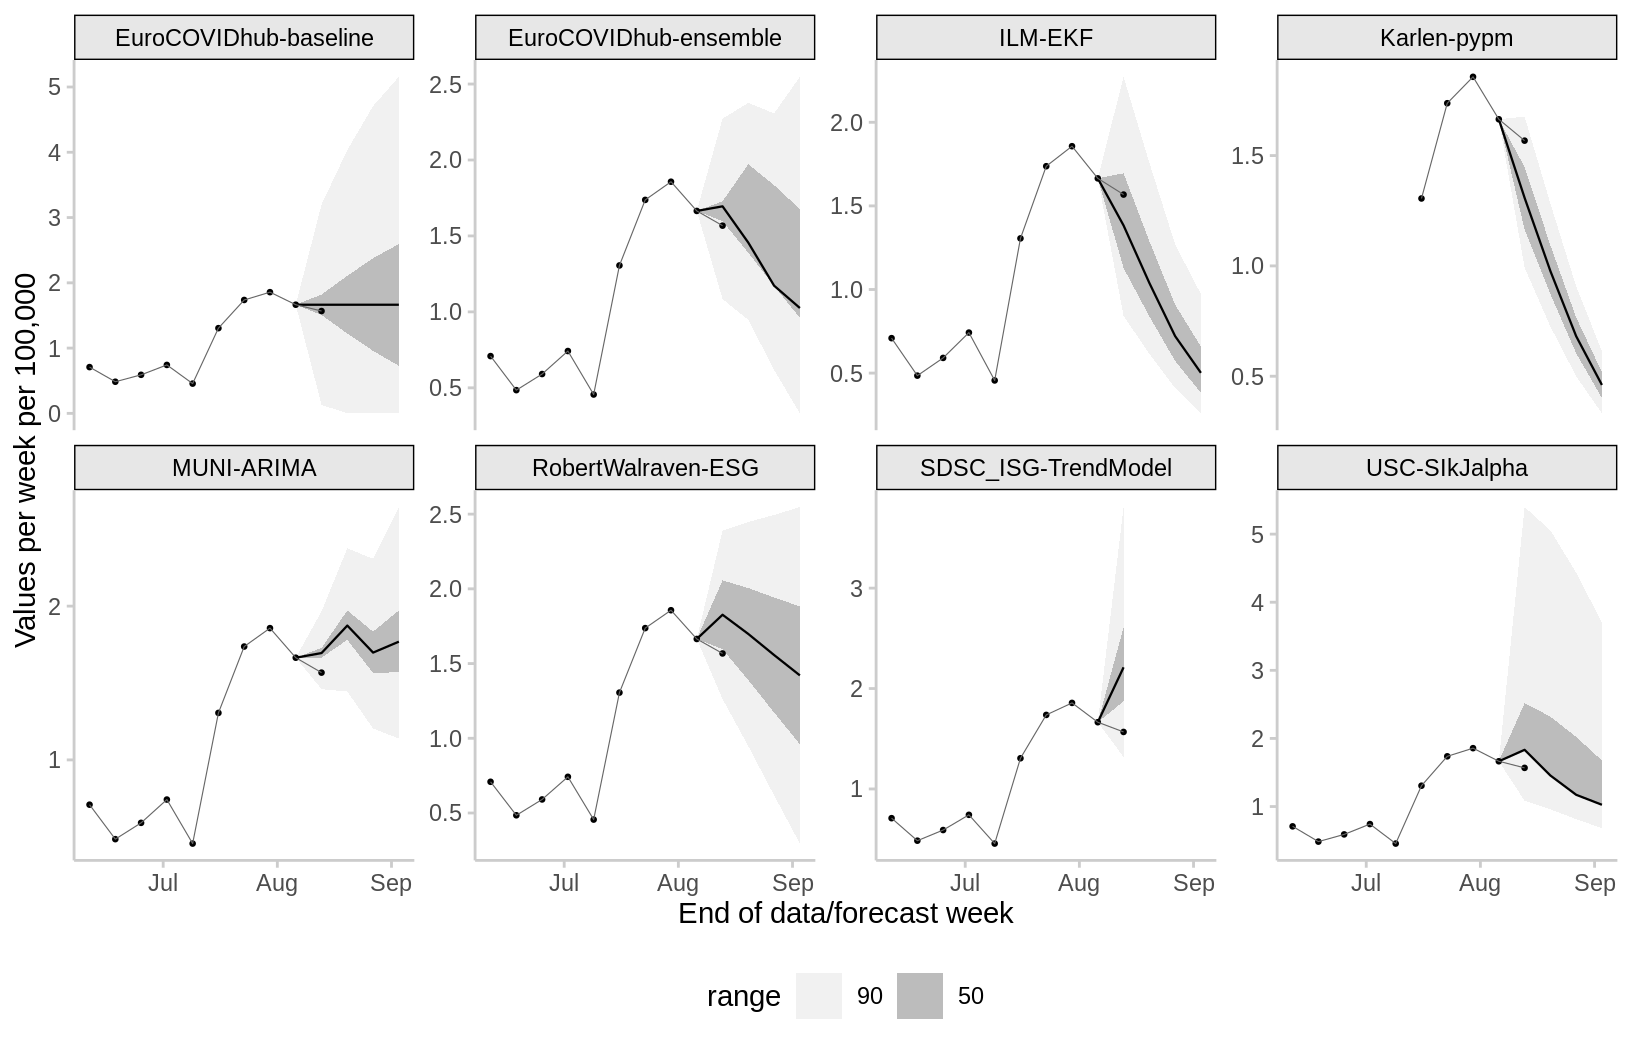 EuroCOVIDhub-baseline
EuroCOVIDhub-ensemble
ILM-EKF
Karlen-pypm
5
4
3
2
1
0
2.5
2.0
1.5
1.0
0.5
2.0
1.5
1.0
0.5
1.5
1.0
0.5
Values per week per 100,000
MUNI-ARIMA
RobertWalraven-ESG
SDSC_ISG-TrendModel
USC-SIkJalpha
2
1
2.5
2.0
1.5
1.0
0.5
3
2
1
5
4
3
2
1
Jul Aug Sep
Jul Aug Sep
Jul Aug Sep
Jul Aug Sep
End of data/forecast week
range 90 50